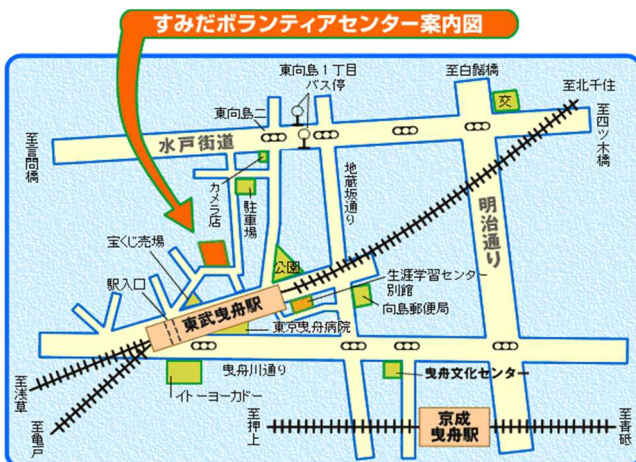 すみだボランティアセンター案内図
東向島1丁目
バス停
至白鬚橋
至北千住
交
東向島二
至四ツ木橋
水戸街道
至言問橋
カメラ店
駐車場
地蔵坂通り
明治通り
宝くじ売場
公園
生涯学習センター
別館
駅入口
東武曳舟駅
向島郵便局
東京曳舟病院
曳舟川通り
曳舟文化センター
至浅草
イトーヨーカドー
至亀戸
至押上
京成
曳舟駅
至青砥